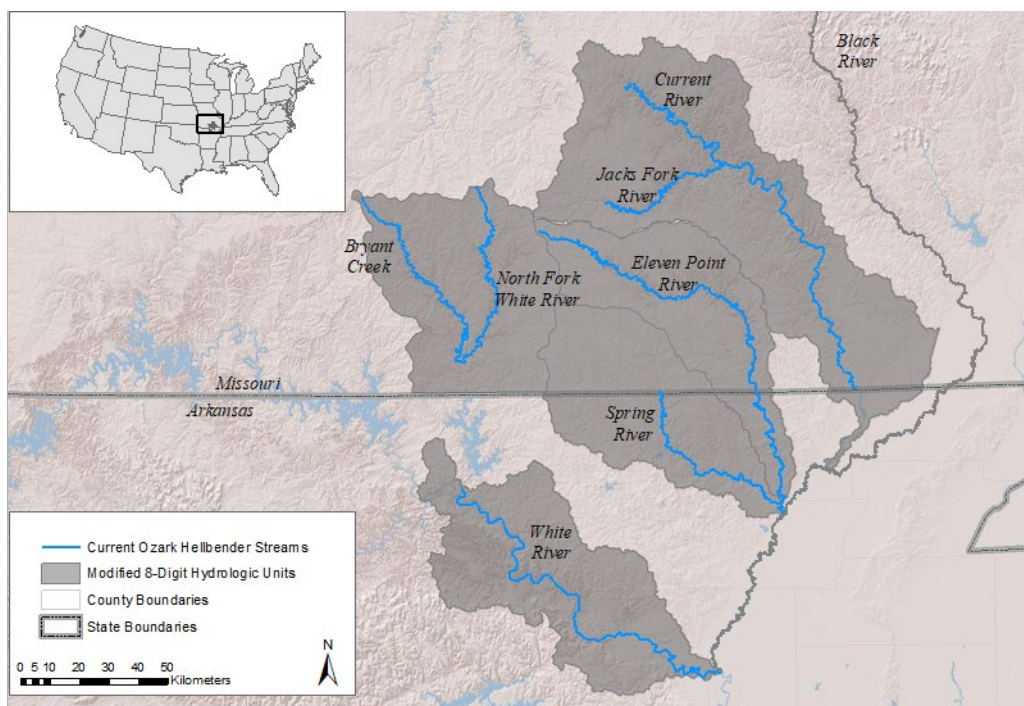 Black
River
Current
River
Jacks Fork
River
Bryant
Creek
North Fork
White River
Eleven Point
River
Missouri
Arkansas
Spring
River
White
River
Current Ozark Hellbender Streams
Modified 8-Digit Hydrologic Units
County Boundaries
State Boundaries
N
0 5 10 20 30 40 50
Kilometers